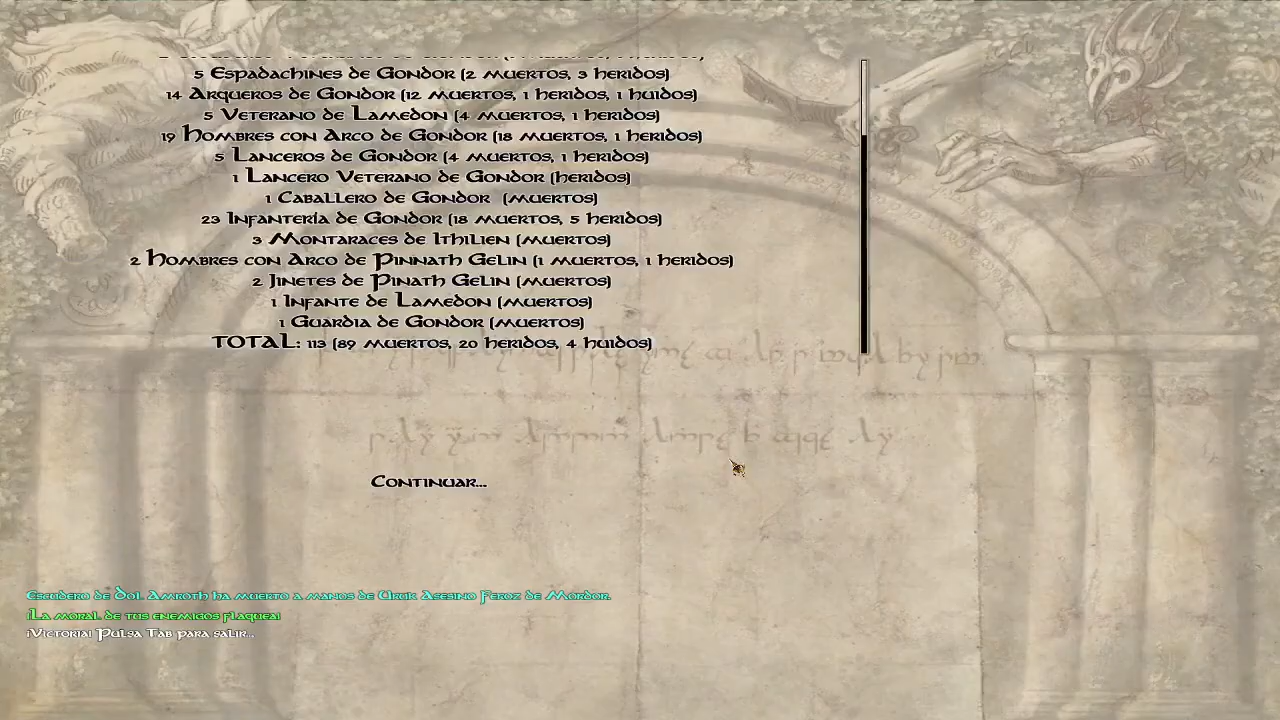 5 Espadachines de Gondor (2 muertos, 3 heridos)
14 Arqueros de Gondor (12 muertos, 1 heridos, 1 huidos)
5 Veterano de Lamedon (4 muertos, 1 heridos)
19 Hombres con Arco de Gondor (18 muertos, 1 heridos)
5 Lanceros de Gondor (4 muertos, 1 heridos)
1 Lancero Veterano de Gondor (heridos)
1 Caballero de Gondor (muertos)
23 Infantería de Gondor (18 muertos, 5 heridos)
3 Montaraces de Ithilien (muertos)
2 Hombres con Arco de Pinnath Gelin (1 muertos, 1 heridos)
2 Jinetes de Pinath Gelin (muertos)
1 Infante de Lamedon (muertos)
1 Guardia de Gondor (muertos)
TOTAL: 113 (89 muertos, 20 heridos, 4 huidos)
Continuar...
Escudero de Dol Amroth ha muerto a manos de Uruk Asesino Feroz de Mordor.
¡La moral de tus enemigos flaquea!
¡Victoria! Pulsa Tab para salir...